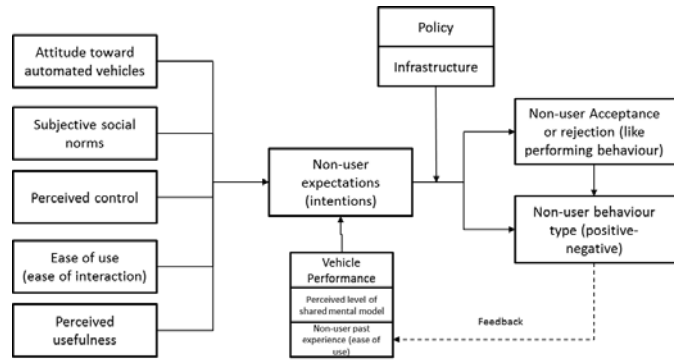 Attitude toward
automated vehicles
Subjective social
norms
Perceived control
Ease of use
(ease of interaction)
Perceived
usefulness
Non-user
expectations
(intentions)
Vehicle
Performance
Perceived level of
shared mental model
Non-user past
experience (ease of
use)
Policy
Infrastructure
Non-user Acceptance
or rejection (like
performing behaviour)
Non-user behaviour
type (positive-
negative)
Feedback